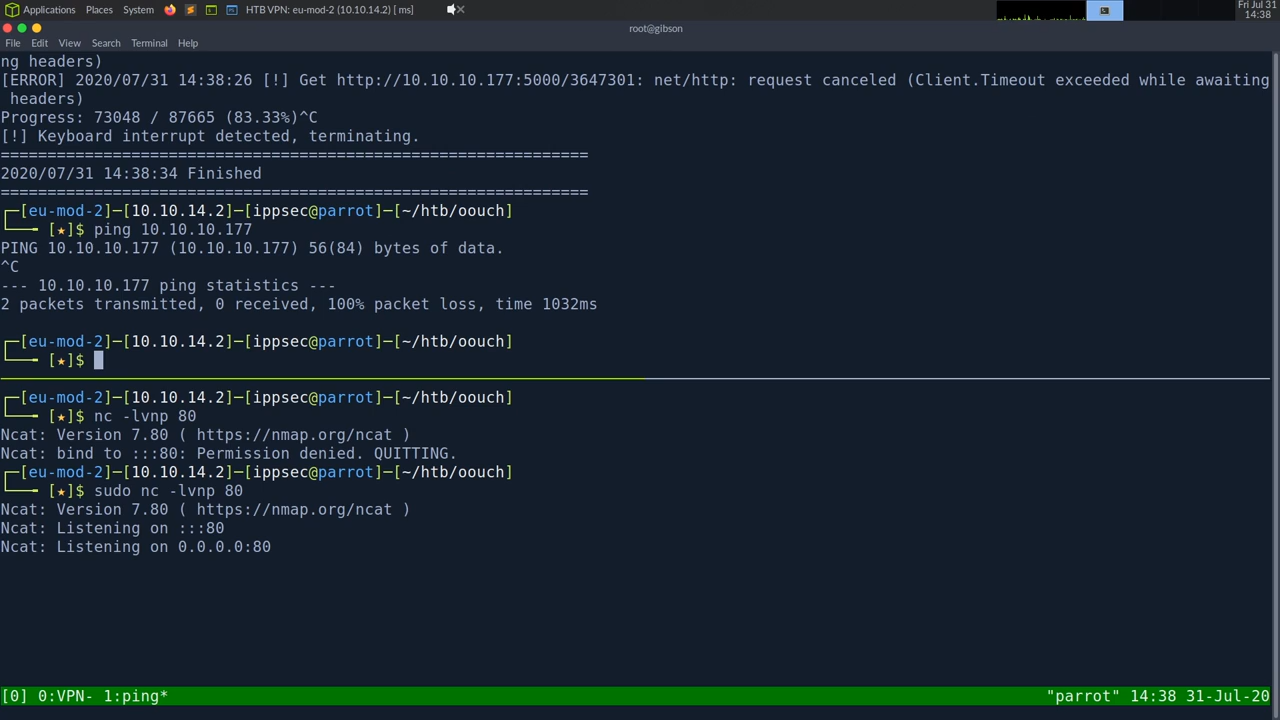 Applications Places System HTB VPN: eu-mod-2 (10.10.14.2) [ ms] Fri Jul 31
14:38
root@gibson
File Edit View Search Terminal Help
ng headers)
[ERROR] 2020/07/31 14:38:26 [!] Get http://10.10.10.177:5000/3647301: net/http: request canceled (Client.Timeout exceeded while awaiting
headers)
Progress: 73048 / 87665 (83.33%)^C
[!] Keyboard interrupt detected, terminating.
===============================================================
2020/07/31 14:38:34 Finished
===============================================================
┌─[eu-mod-2]─[10.10.14.2]─[ippsec@parrot]─[~/htb/oouch]
└──╼ [★]$ ping 10.10.10.177
PING 10.10.10.177 (10.10.10.177) 56(84) bytes of data.
^C
--- 10.10.10.177 ping statistics ---
2 packets transmitted, 0 received, 100% packet loss, time 1032ms
┌─[eu-mod-2]─[10.10.14.2]─[ippsec@parrot]─[~/htb/oouch]
└──╼ [★]$
┌─[eu-mod-2]─[10.10.14.2]─[ippsec@parrot]─[~/htb/oouch]
└──╼ [★]$ nc -lvnp 80
Ncat: Version 7.80 ( https://nmap.org/ncat )
Ncat: bind to :::80: Permission denied. QUITTING.
┌─[eu-mod-2]─[10.10.14.2]─[ippsec@parrot]─[~/htb/oouch]
└──╼ [★]$ sudo nc -lvnp 80
Ncat: Version 7.80 ( https://nmap.org/ncat )
Ncat: Listening on :::80
Ncat: Listening on 0.0.0.0:80
[0] 0:VPN- 1:ping* "parrot" 14:38 31-Jul-20